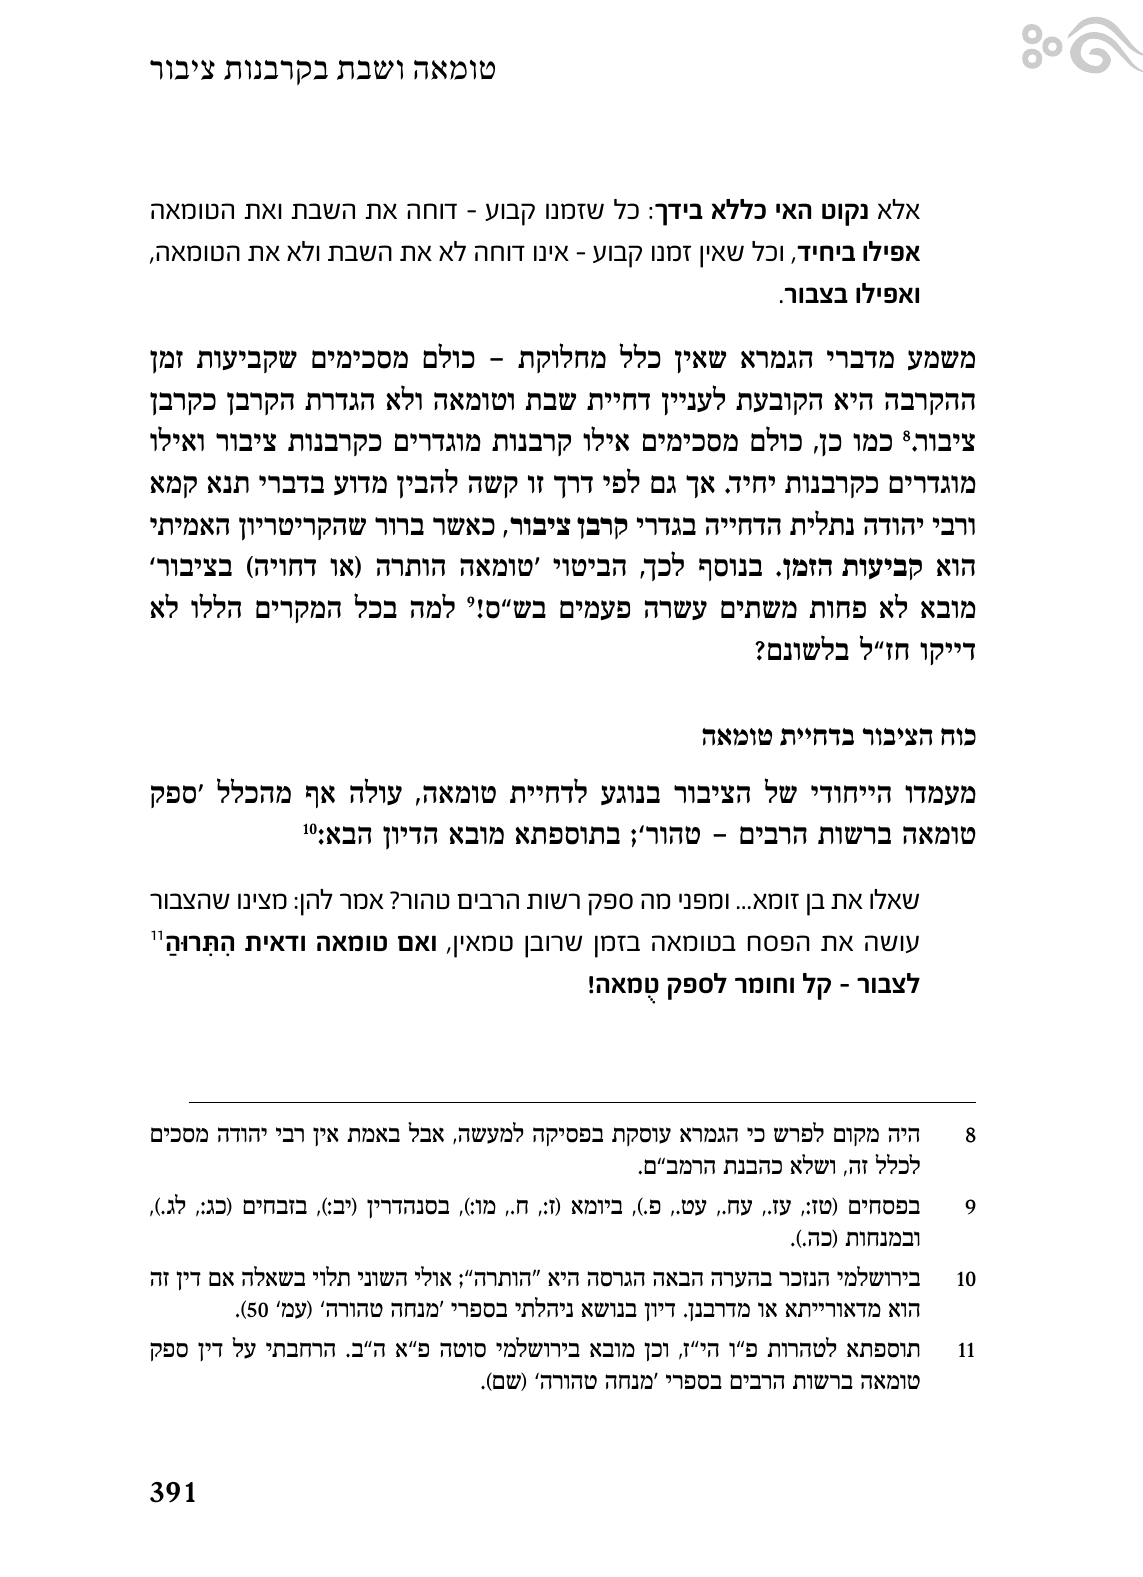 טומאה ושבת בקרבנות ציבור
אלא נקוט האי כללא בידך: כל שזמנו קבוע - דוחה את השבת ואת הטומאה
אפילו ביחיד, וכל שאין זמנו קבוע - אינו דוחה לא את השבת ולא את הטומאה,
ואפילו בצבור.
משמע מדברי הגמרא שאין כלל מחלוקת – כולם מסכימים שקביעות זמן
ההקרבה היא הקובעת לעניין דחיית שבת וטומאה ולא הגדרת הקרבן כקרבן
ציבור.8 כמו כן, כולם מסכימים אילו קרבנות מוגדרים כקרבנות ציבור ואילו
מוגדרים כקרבנות יחיד. אך גם לפי דרך זו קשה להבין מדוע בדברי תנא קמא
ורבי יהודה נתלית הדחייה בגדרי קרבן ציבור, כאשר ברור שהקריטריון האמיתי
הוא קביעות הזמן. בנוסף לכך, הביטוי ’טומאה הותרה (או דחויה) בציבור‘
מובא לא פחות משתים עשרה פעמים בש“ס!9 למה בכל המקרים הללו לא
דייקו חז“ל בלשונם?
כוח הציבור בדחיית טומאה
מעמדו הייחודי של הציבור בנוגע לדחיית טומאה, עולה אף מהכלל ’ספק
טומאה ברשות הרבים – טהור‘; בתוספתא מובא הדיון הבא:10
שאלו את בן זומא... ומפני מה ספק רשות הרבים טהור? אמר להן: מצינו שהצבור
עושה את הפסח בטומאה בזמן שרובן טמאין, ואם טומאה ודאית הִתִּרוּהַ11
לצבור - קל וחומר לספק טֻמאה!
8 היה מקום לפרש כי הגמרא עוסקת בפסיקה למעשה, אבל באמת אין רבי יהודה מסכים
לכלל זה, ושלא כהבנת הרמב“ם.
9 בפסחים (טז:, עז., עח., עט., פ.), ביומא (ז:, ח., מו:), בסנהדרין (יב:), בזבחים (כג:, לג.),
ובמנחות (כה.).
10 בירושלמי הנזכר בהערה הבאה הגרסה היא ”הותרה“; אולי השוני תלוי בשאלה אם דין זה
הוא מדאורייתא או מדרבנן. דיון בנושא ניהלתי בספרי ’מנחה טהורה‘ (עמ‘ 50).
11 תוספתא לטהרות פ“ו הי“ז, וכן מובא בירושלמי סוטה פ“א ה“ב. הרחבתי על דין ספק
טומאה ברשות הרבים בספרי ’מנחה טהורה‘ (שם).
391